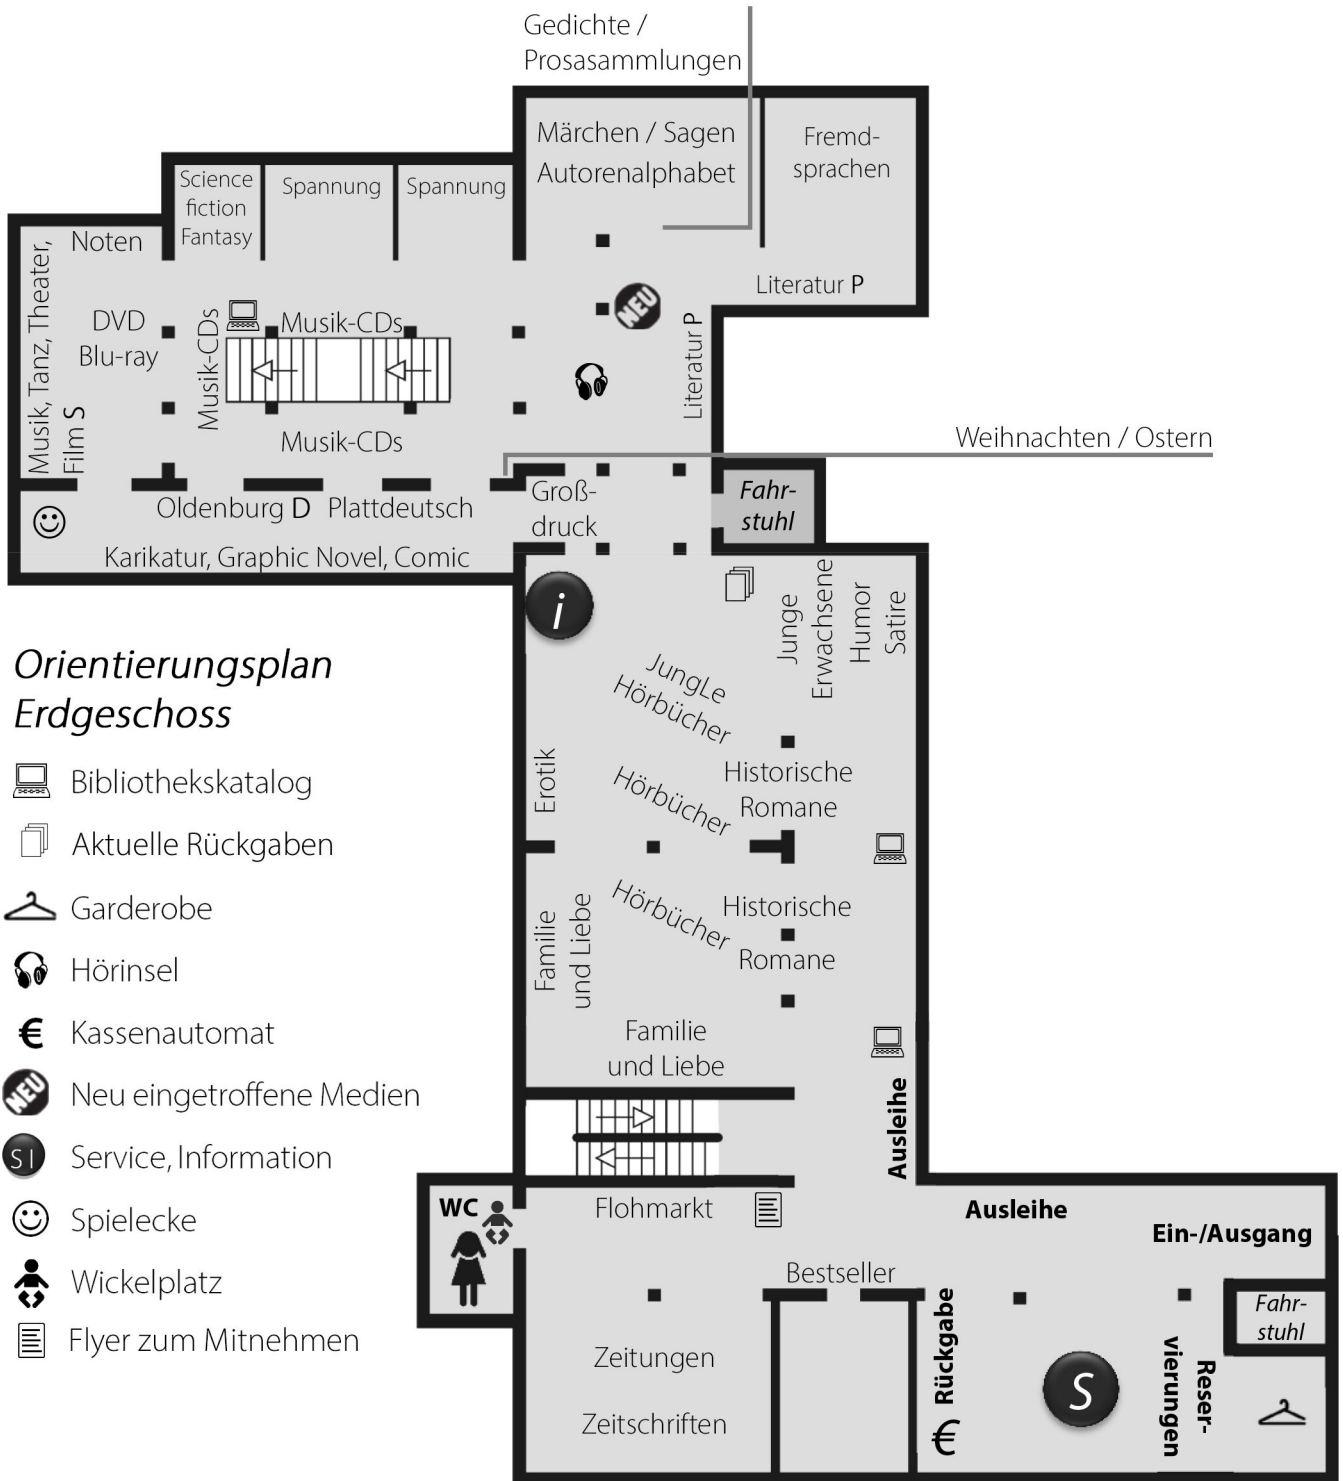 Gedichte /
Prosasammlungen
Märchen / Sagen
Autorenalphabet
Fremd-
sprachen
Science
fiction
Fantasy
Spannung
Spannung
Noten
Musik, Tanz, Theater,
Film S
DVD
Blu-ray
Musik-CDs
Musik-CDs
Musik-CDs
NEU
Literatur P
Literatur P
Weihnachten / Ostern
Groß-
druck
Fahr-
stuhl
Oldenburg D
Plattdeutsch
Karikatur, Graphic Novel, Comic
i
Junge
Erwachsene
Humor
Satire
JungLe
Hörbücher
Erotik
Hörbücher
Historische
Romane
Familie
und Liebe
Hörbücher
Historische
Romane
Familie
und Liebe
Ausleihe
WC
Flohmarkt
Ausleihe
Ein-/Ausgang
Bestseller
Fahr-
stuhl
Zeitungen
Zeitschriften
Rückgabe
€
S
Reser-
vierungen
Orientierungsplan
Erdgeschoss
Bibliothekskatalog
Aktuelle Rückgaben
Garderobe
Hörinsel
€ Kassenautomat
NEU Neu eingetroffene Medien
S I Service, Information
Spielecke
Wickelplatz
Flyer zum Mitnehmen